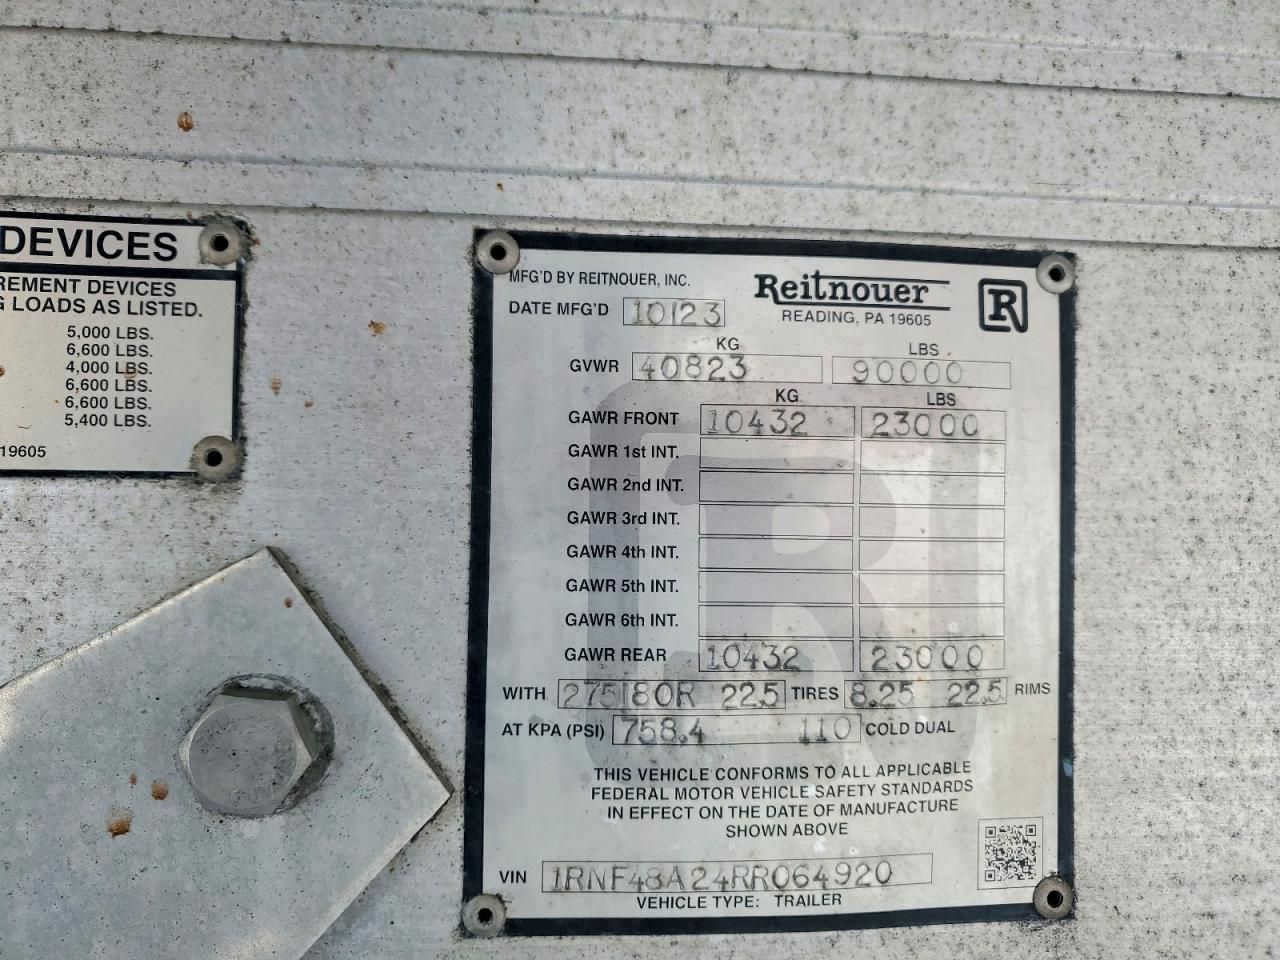 DEVICES
REMENT DEVICES
G LOADS AS LISTED.
5,000 LBS.
6,600 LBS.
4,000 LBS.
6,600 LBS.
6,600 LBS.
5,400 LBS.
19605
MFG'D BY REITNOUER, INC.
Reitnouer R
DATE MFG'D 10/23
READING, PA 19605
KG LBS
GVWR 40823 90000
KG LBS
GAWR FRONT 10432 23000
GAWR 1st INT.
GAWR 2nd INT.
GAWR 3rd INT.
GAWR 4th INT.
GAWR 5th INT.
GAWR 6th INT.
GAWR REAR 10432 23000
WITH 275/80R 22.5 TIRES 8.25 22.5 RIMS
AT KPA (PSI) 758.4 110 COLD DUAL
THIS VEHICLE CONFORMS TO ALL APPLICABLE
FEDERAL MOTOR VEHICLE SAFETY STANDARDS
IN EFFECT ON THE DATE OF MANUFACTURE
SHOWN ABOVE
VIN 1RNF48A24RR064920
VEHICLE TYPE: TRAILER